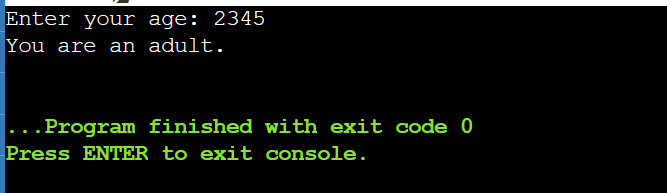 Enter your age: 2345
You are an adult.
...Program finished with exit code 0
Press ENTER to exit console.